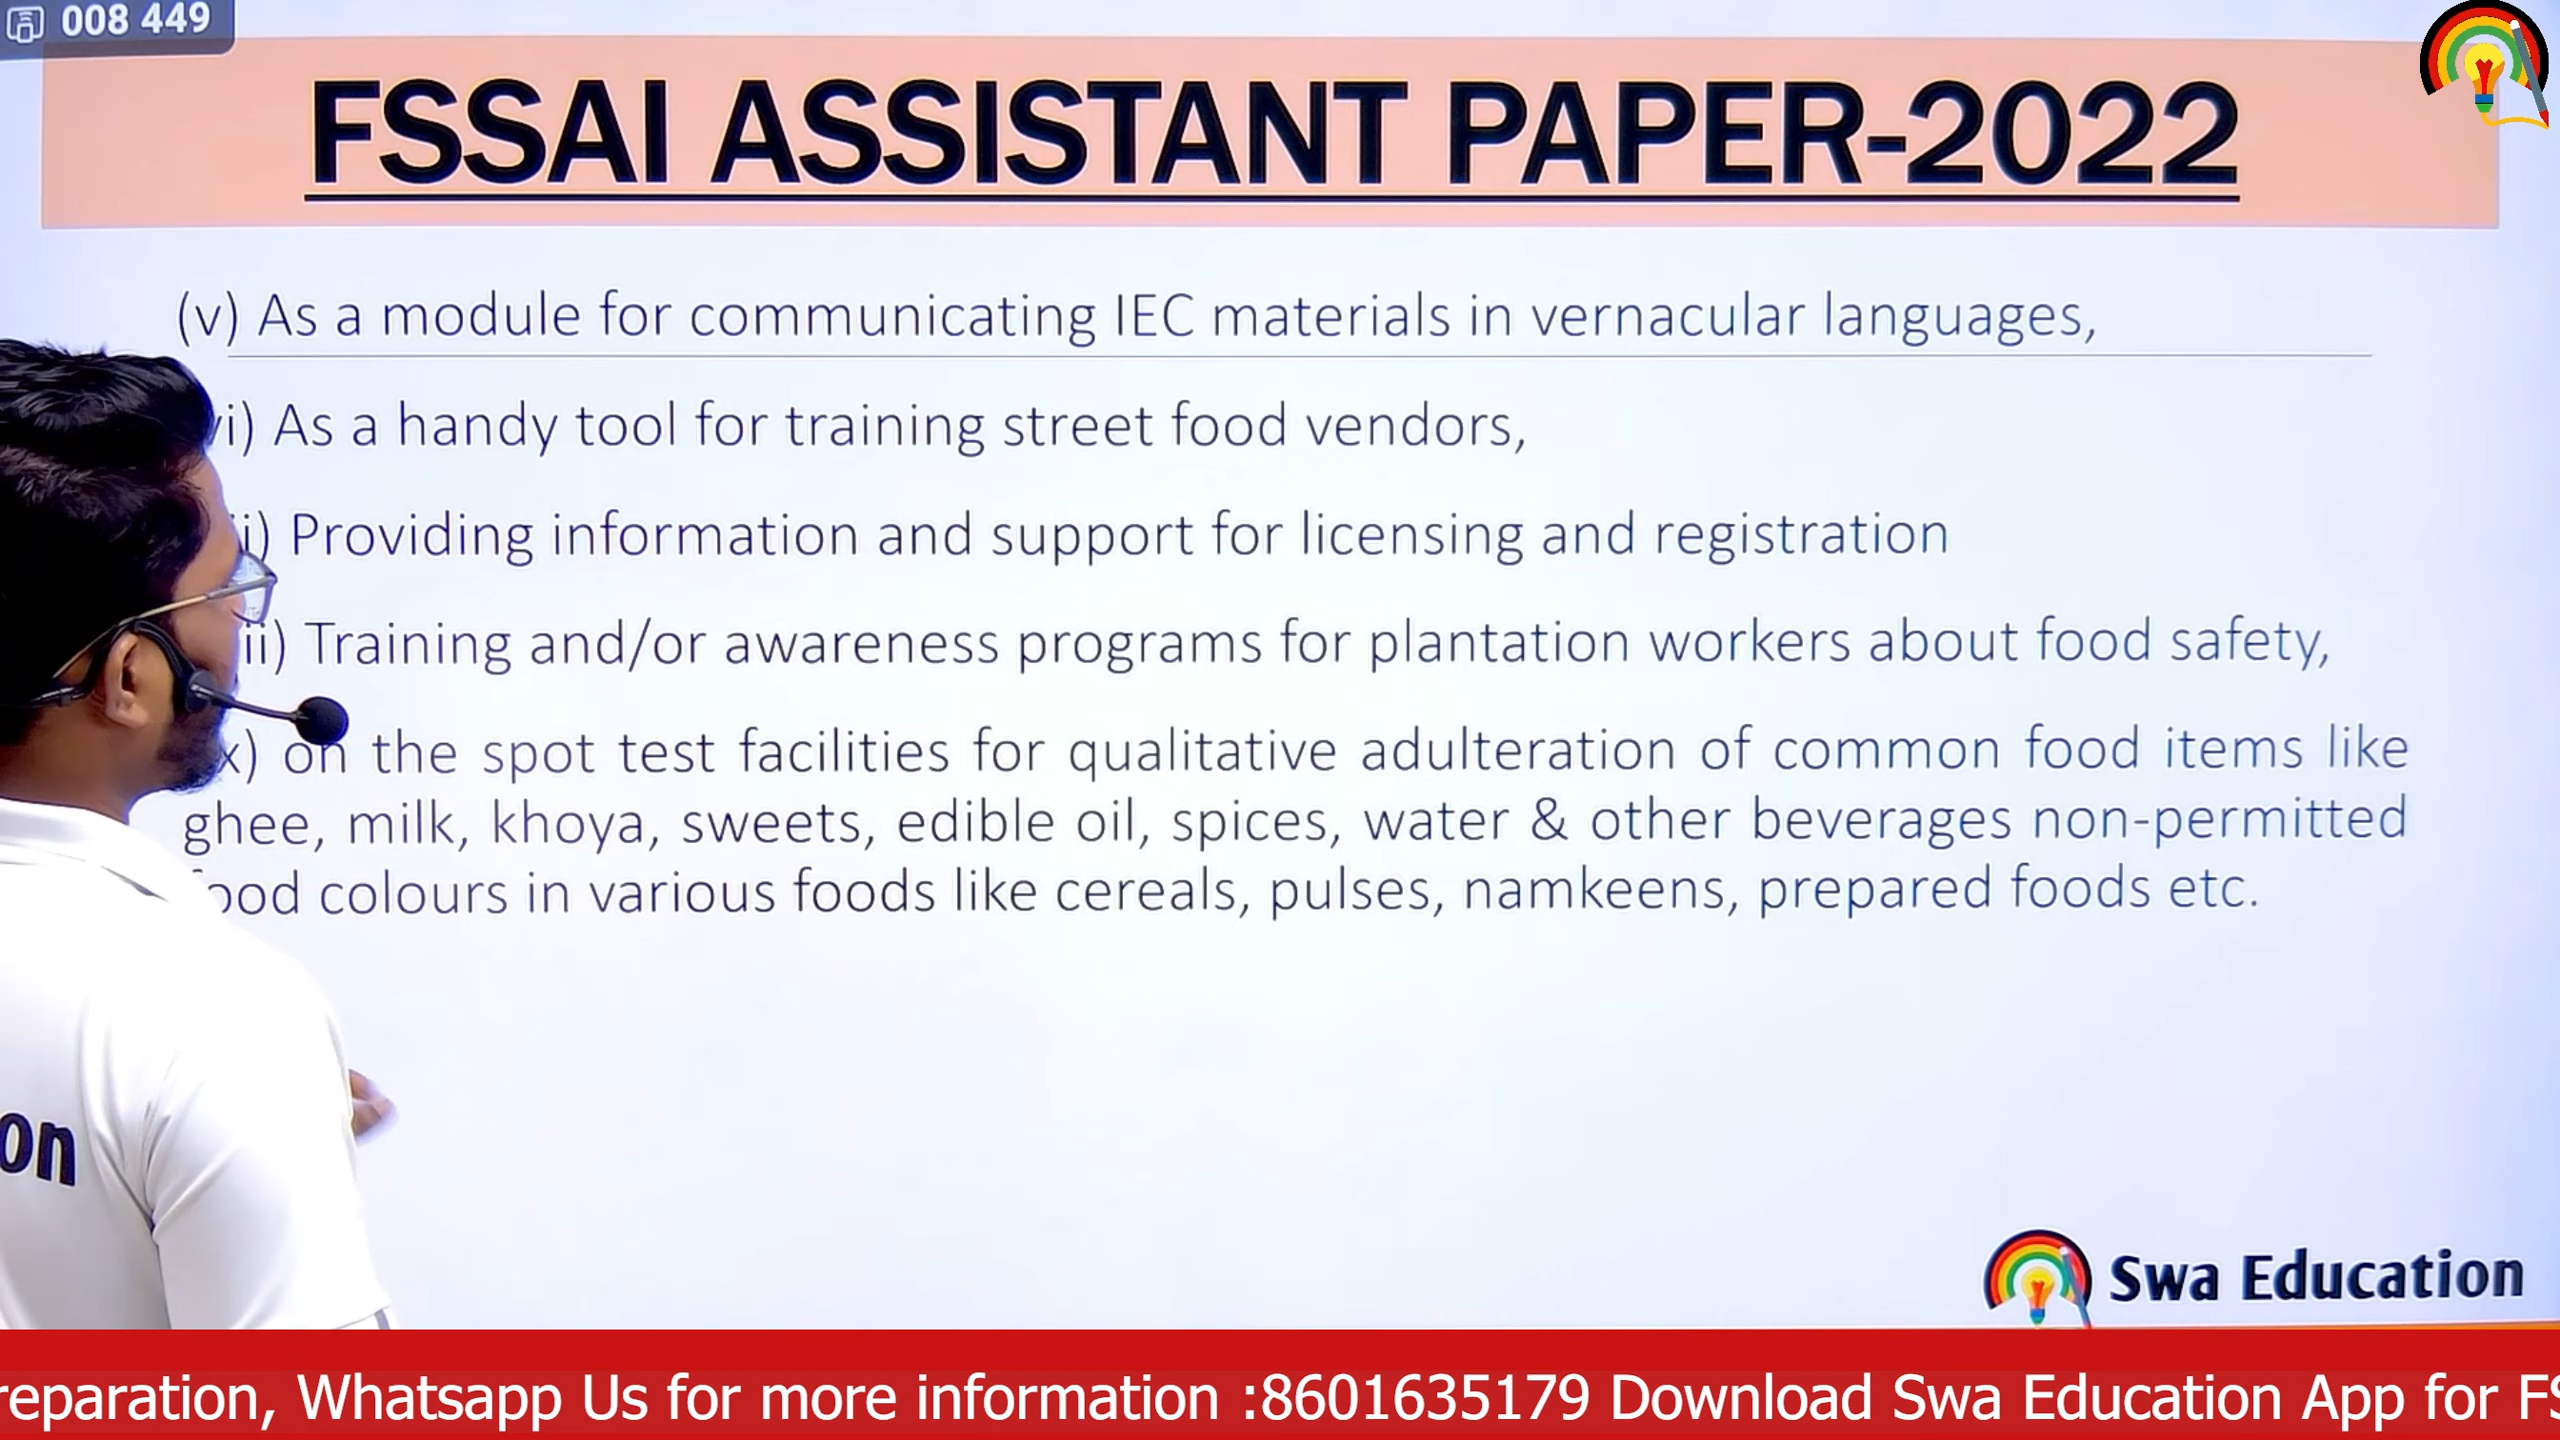 008 449
FSSAI ASSISTANT PAPER-2022
(v) As a module for communicating IEC materials in vernacular languages,
i) As a handy tool for training street food vendors,
i) Providing information and support for licensing and registration
ii) Training and/or awareness programs for plantation workers about food safety,
x) on the spot test facilities for qualitative adulteration of common food items like
ghee, milk, khoya, sweets, edible oil, spices, water & other beverages non-permitted
ood colours in various foods like cereals, pulses, namkeens, prepared foods etc.
on
Swa Education
reparation, Whatsapp Us for more information :8601635179 Download Swa Education App for FS